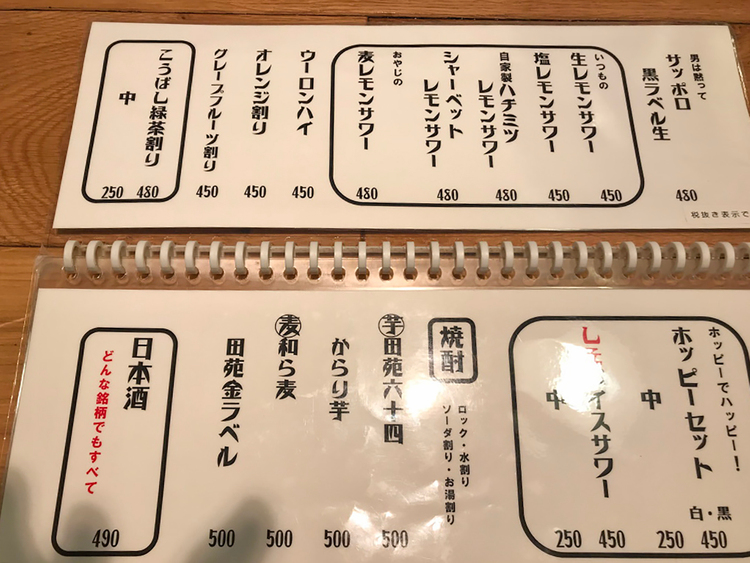 男は黙って
サッポロ
黒ラベル生
480
いつもの
生レモンサワー
450
塩レモンサワー
450
自家製ハチミツ
レモンサワー
480
シャーベット
レモンサワー
480
おやじの
麦レモンサワー
480
ウーロンハイ
450
オレンジ割り
450
グレープフルーツ割り
450
こうばし緑茶割り
480
中
250
税抜き表示で
ホッピーでハッピー!
ホッピーセット
白・黒
450
中
250
イスサワー
450
中
250
焼酎
ロック・水割り
ソーダ割り・お湯割り
芋田苑六十四
500
からり芋
500
麦和ら麦
500
田苑金ラベル
500
日本酒
どんな銘柄でもすべて
490